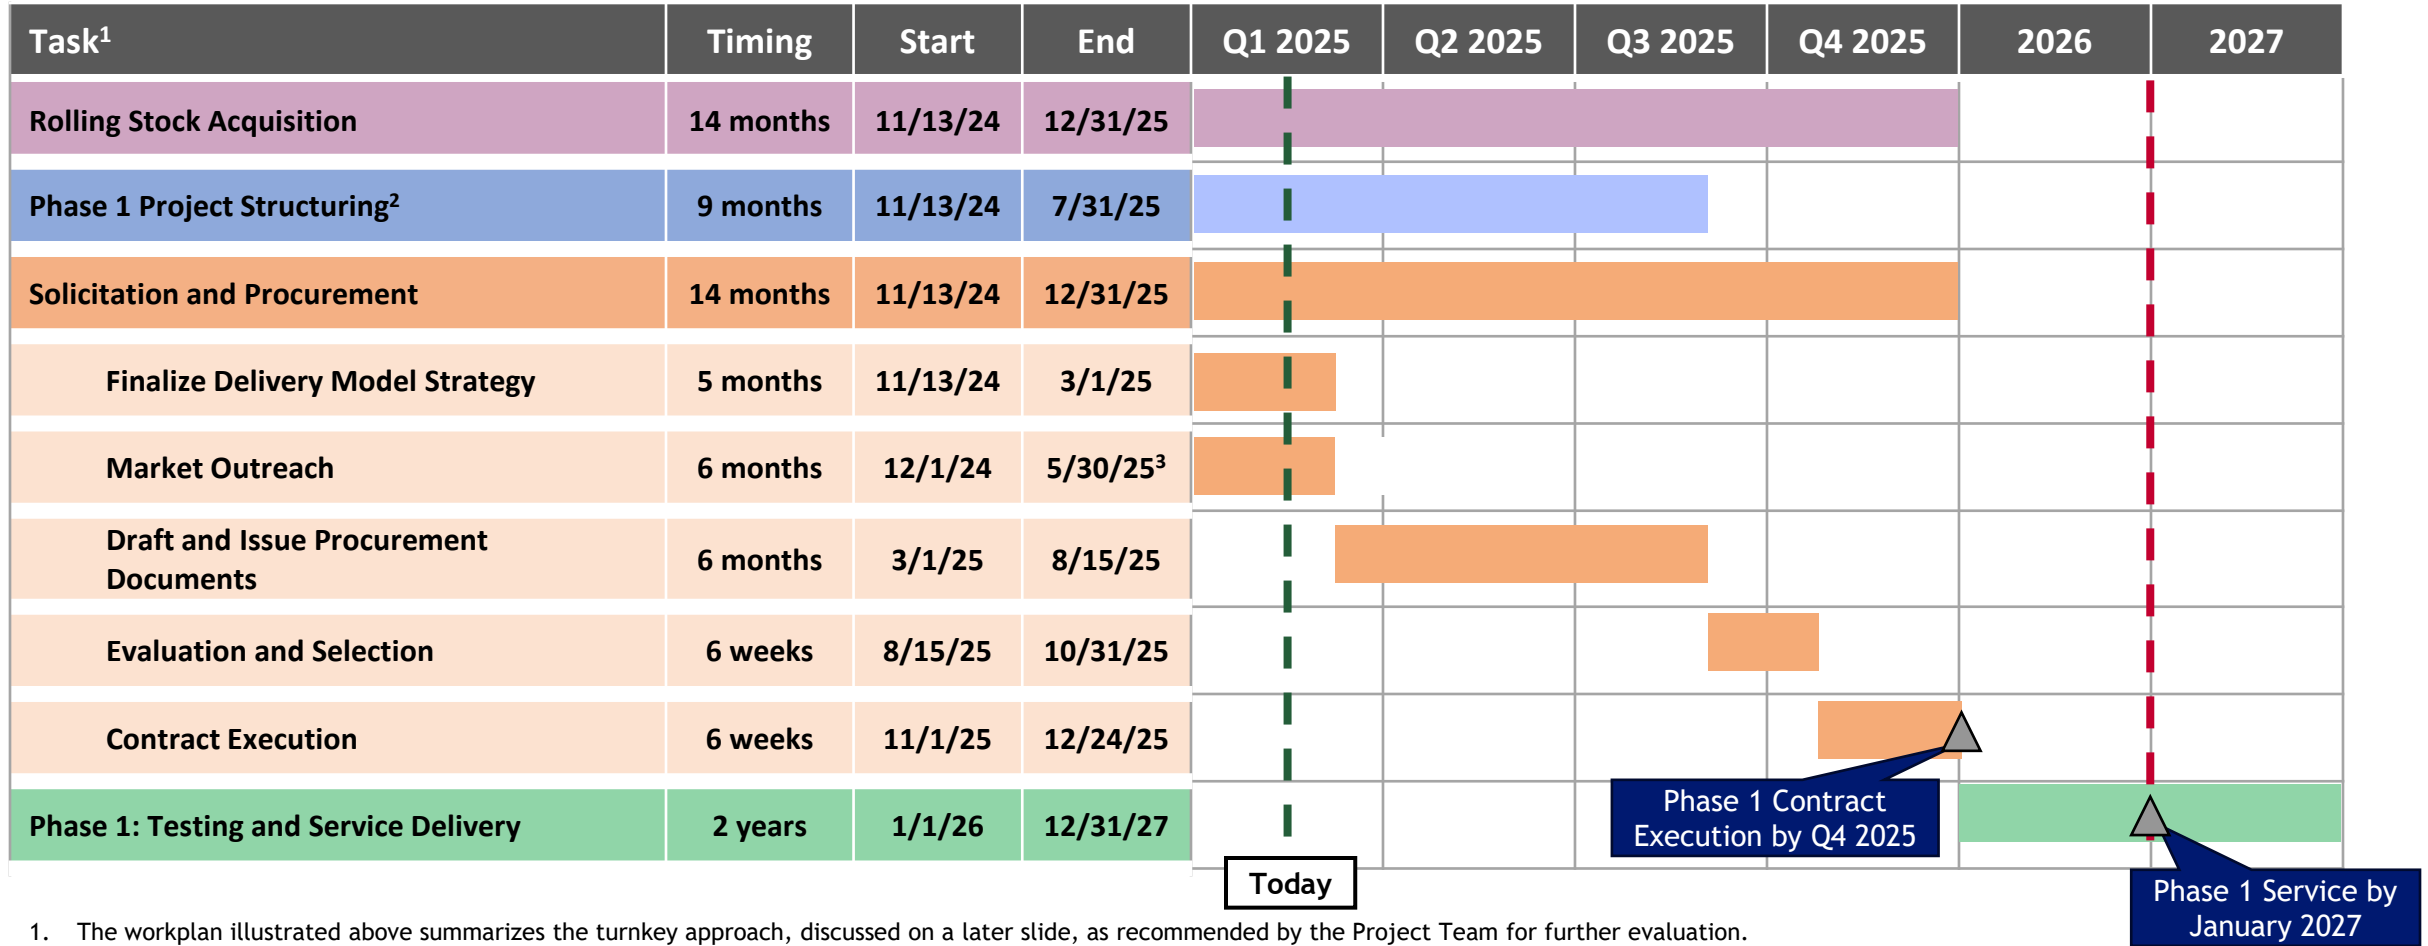 Task¹ Timing Start End Q1 2025 Q2 2025 Q3 2025 Q4 2025 2026 2027
Rolling Stock Acquisition 14 months 11/13/24 12/31/25
Phase 1 Project Structuring² 9 months 11/13/24 7/31/25
Solicitation and Procurement 14 months 11/13/24 12/31/25
Finalize Delivery Model Strategy 5 months 11/13/24 3/1/25
Market Outreach 6 months 12/1/24 5/30/25³
Draft and Issue Procurement
Documents 6 months 3/1/25 8/15/25
Evaluation and Selection 6 weeks 8/15/25 10/31/25
Contract Execution 6 weeks 11/1/25 12/24/25
Phase 1 Contract
Execution by Q4 2025
Phase 1: Testing and Service Delivery 2 years 1/1/26 12/31/27
Today
Phase 1 Service by
January 2027
1. The workplan illustrated above summarizes the turnkey approach, discussed on a later slide, as recommended by the Project Team for further evaluation.